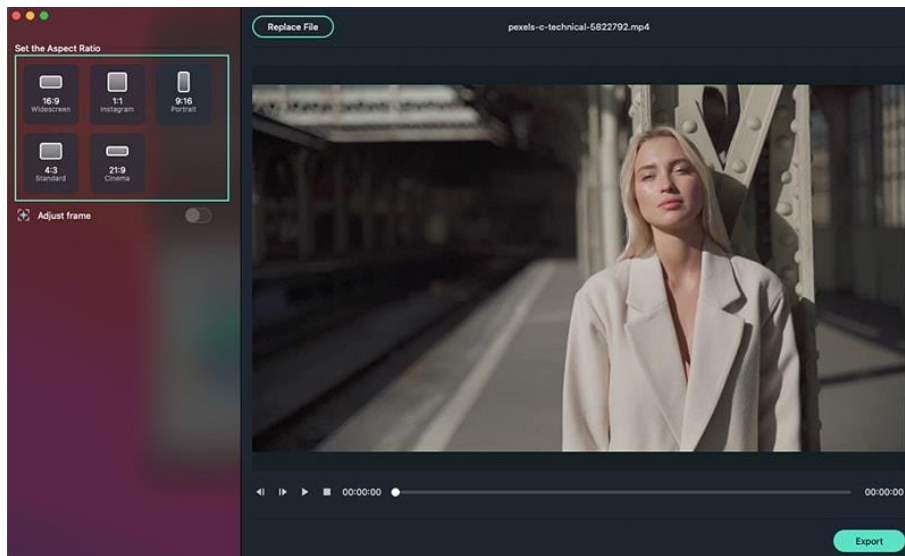 Replace File
pexels-c-technical-5822792.mp4
Set the Aspect Ratio
16:9
Widescreen
1:1
Instagram
9:16
Portrait
4:3
Standard
21:9
Cinema
Adjust frame
00:00:00
00:00:00
Export